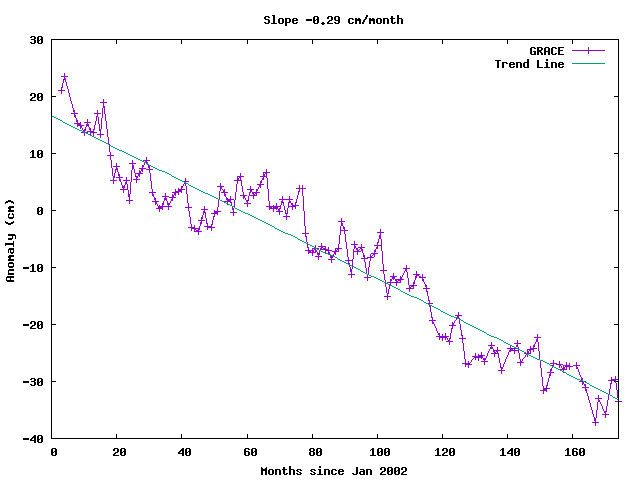 Slope -0.29 cm/month
30
GRACE
Trend Line
20
10
0
-10
-20
-30
-40
Anomaly (cm)
0 20 40 60 80 100 120 140 160
Months since Jan 2002